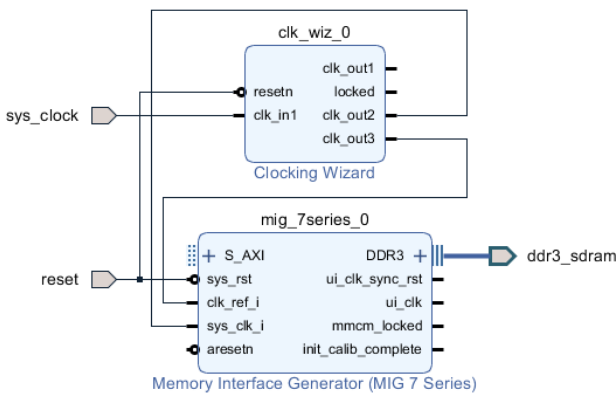 clk_wiz_0
clk_out1
resetn
locked
sys_clock
clk_in1
clk_out2
clk_out3
Clocking Wizard
mig_7series_0
S_AXI
DDR3
ddr3_sdram
reset
sys_rst
ui_clk_sync_rst
clk_ref_i
ui_clk
sys_clk_i
mmcm_locked
aresetn
init_calib_complete
Memory Interface Generator (MIG 7 Series)